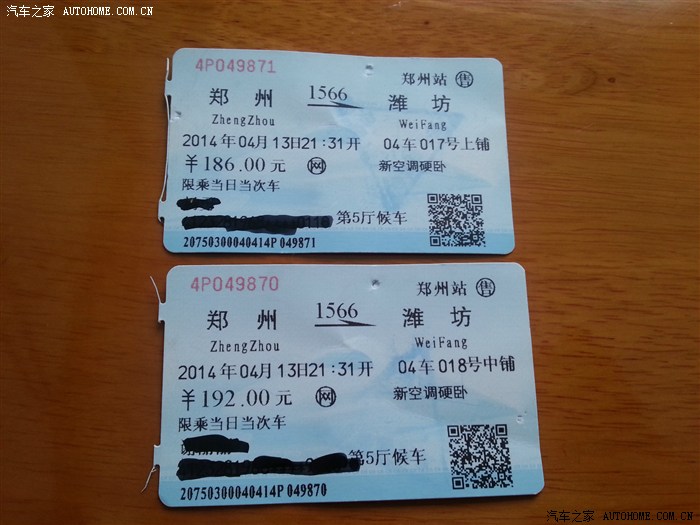 汽车之家 AUTOHOME.COM.CN
4P049871
郑州站 售
郑州 1566 潍坊
ZhengZhou WeiFang
2014年04月13日21:31开 04车017号上铺
￥186.00元 网 新空调硬卧
限乘当日当次车
第5厅候车
20750300040414P 049871
4P049870
郑州站 售
郑州 1566 潍坊
ZhengZhou WeiFang
2014年04月13日21:31开 04车018号中铺
￥192.00元 网 新空调硬卧
限乘当日当次车
第5厅候车
20750300040414P 049870
汽车之家 AUTOHOME.COM.CN